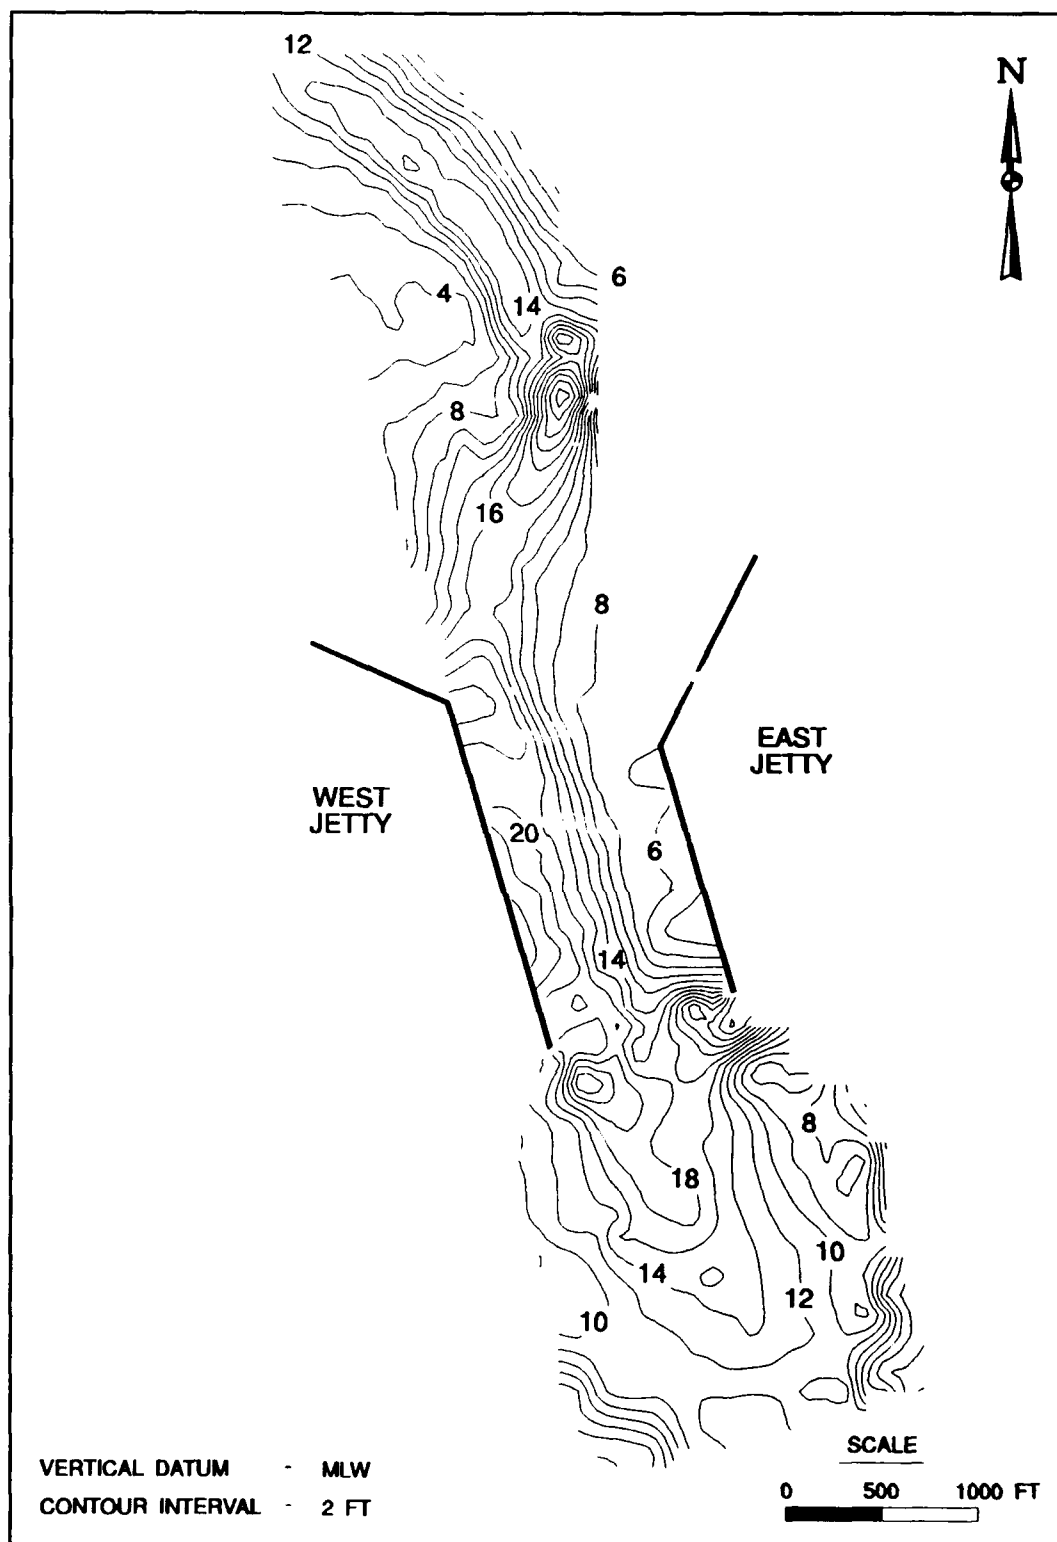 12
N
6
4
14
8
16
8
EAST
JETTY
WEST
JETTY
20
6
14
8
18
10
14
12
10
SCALE
VERTICAL DATUM - MLW
0 500 1000 FT
CONTOUR INTERVAL - 2 FT